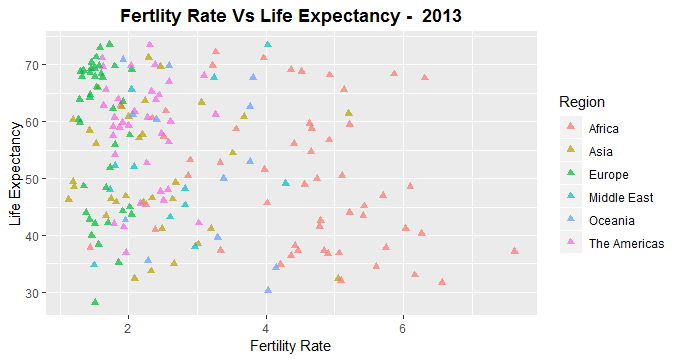 Fertlity Rate Vs Life Expectancy -  2013
Life Expectancy
70
60
50
40
30
2
4
6
Fertility Rate
Region
Africa
Asia
Europe
Middle East
Oceania
The Americas